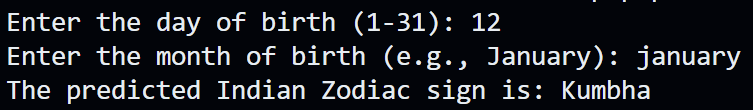 Enter the day of birth (1-31): 12
Enter the month of birth (e.g., January): january
The predicted Indian Zodiac sign is: Kumbha